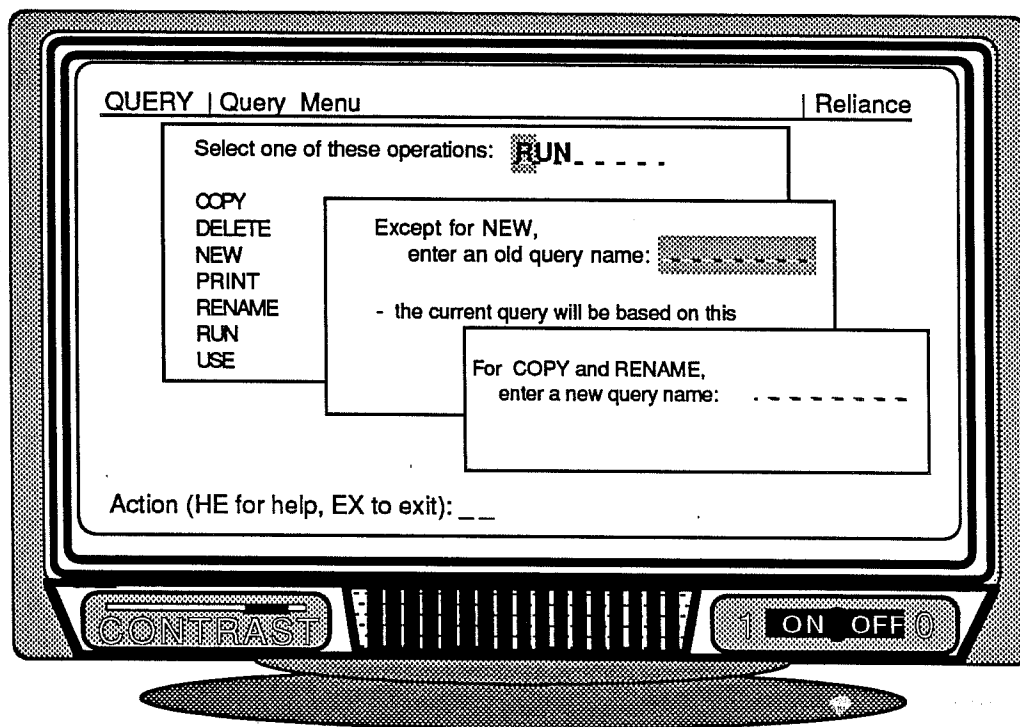 QUERY | Query Menu | Reliance
Select one of these operations: RUN_ _ _ _ _
COPY
DELETE
NEW
PRINT
RENAME
RUN
USE
Except for NEW,
enter an old query name: _ _ _ _ _ _ _ _
- the current query will be based on this
For COPY and RENAME,
enter a new query name: _ _ _ _ _ _ _ _
Action (HE for help, EX to exit): _ _
CONTRAST
1 ON OFF 0